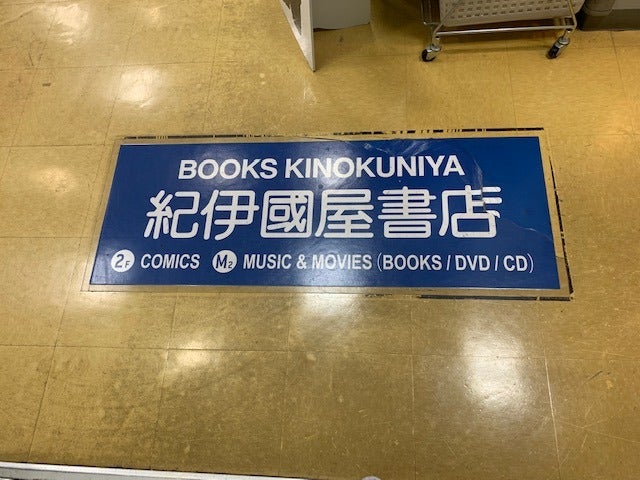 BOOKS KINOKUNIYA
紀伊國屋書店
2F COMICS M2 MUSIC & MOVIES (BOOKS / DVD / CD)